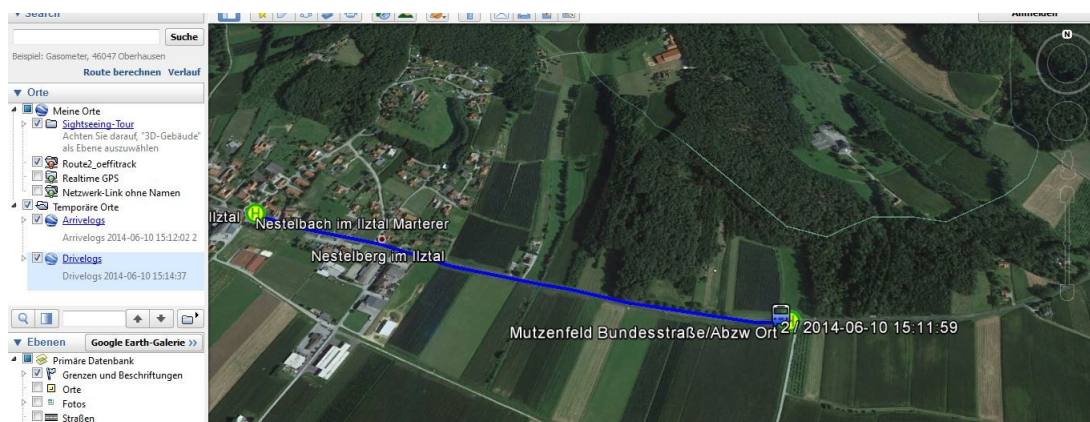 Search
Suche
Beispiel: Gasometer, 46047 Oberhausen
Route berechnen Verlauf
Orte
Meine Orte
Sightseeing-Tour
Achten Sie darauf, "3D-Gebäude"
als Ebene auszuwählen
Route2_oeffitrack
Realtime GPS
Netzwerk-Link ohne Namen
Temporäre Orte
Arrivelogs
Arrivelogs 2014-06-10 15:12:02 2
Drivelogs
Drivelogs 2014-06-10 15:14:37
Ebenen
Google Earth-Galerie >>
Primäre Datenbank
Grenzen und Beschriftungen
Orte
Fotos
Straßen
Anmelden
N
Ilztal
H
Nestelbach im Ilztal Marterer
Nestelberg im Ilztal
Mutzenfeld Bundesstraße/Abzw Ort
2 / 2014-06-10 15:11:59